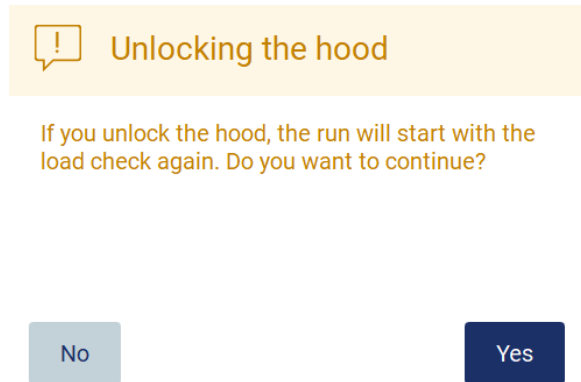 !
Unlocking the hood
If you unlock the hood, the run will start with the
load check again. Do you want to continue?
No
Yes